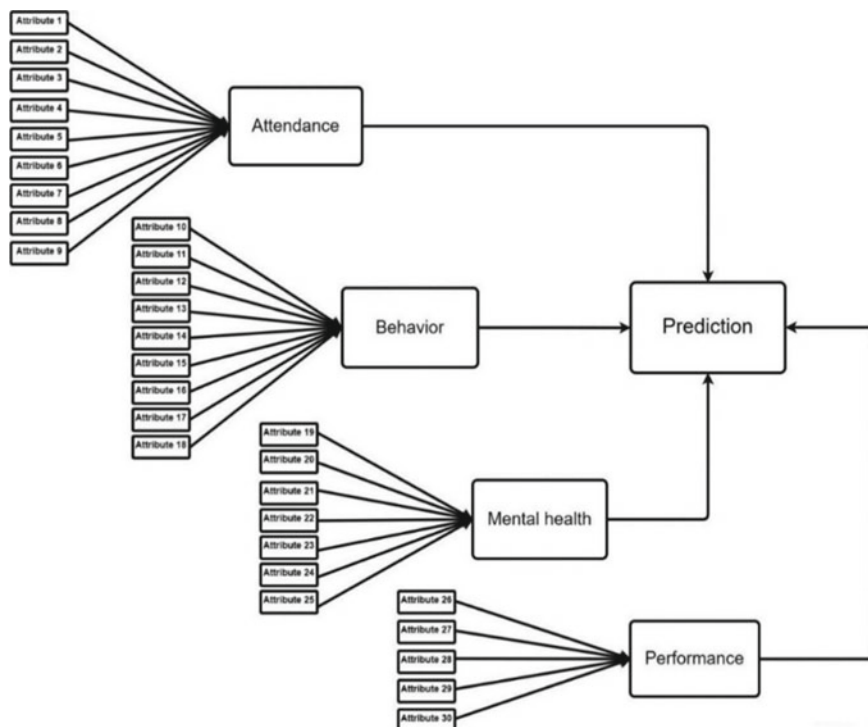 Attribute 1
Attribute 2
Attribute 3
Attribute 4
Attribute 5
Attribute 6
Attribute 7
Attribute 8
Attribute 9
Attendance
Attribute 10
Attribute 11
Attribute 12
Attribute 13
Attribute 14
Attribute 15
Attribute 16
Attribute 17
Attribute 18
Behavior
Prediction
Attribute 19
Attribute 20
Attribute 21
Attribute 22
Attribute 23
Attribute 24
Attribute 25
Mental health
Attribute 26
Attribute 27
Attribute 28
Attribute 29
Attribute 30
Performance